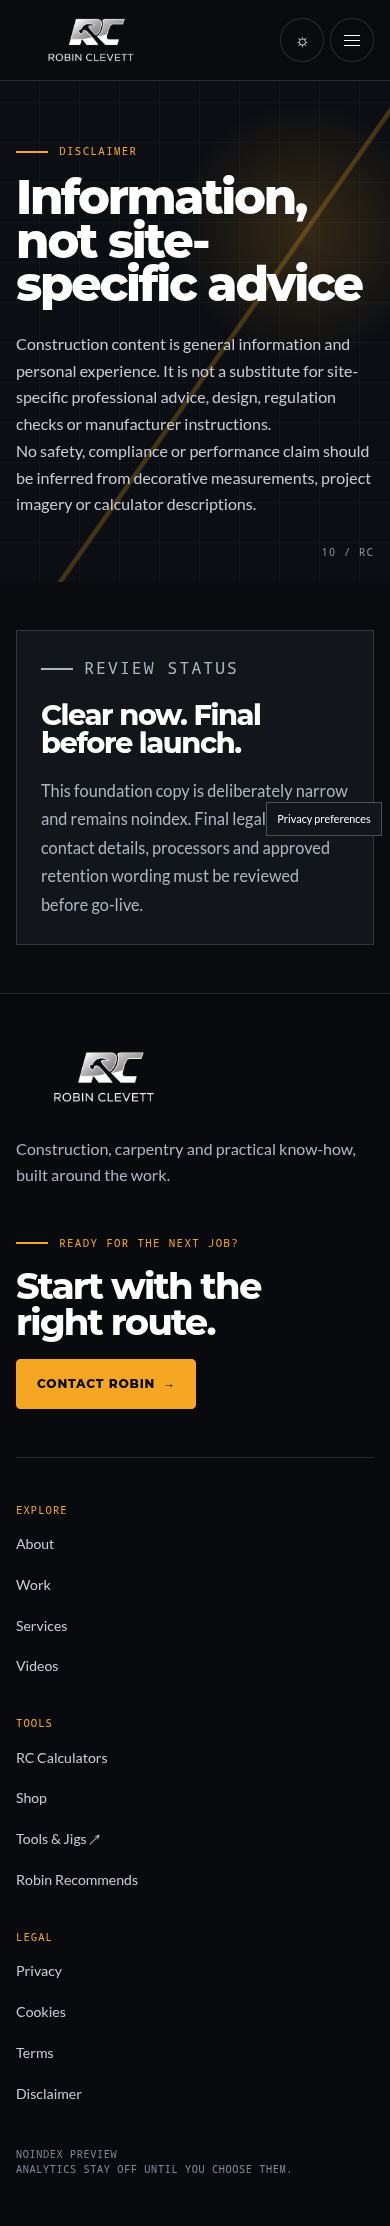 RC
ROBIN CLEVETT
☼
DISCLAIMER
Information,
not site-
specific advice
Construction content is general information and
personal experience. It is not a substitute for site-
specific professional advice, design, regulation
checks or manufacturer instructions.
No safety, compliance or performance claim should
be inferred from decorative measurements, project
imagery or calculator descriptions.
10 / RC
REVIEW STATUS
Clear now. Final
before launch.
This foundation copy is deliberately narrow
and remains noindex. Final legal
Privacy preferences
contact details, processors and approved
retention wording must be reviewed
before go-live.
RC
ROBIN CLEVETT
Construction, carpentry and practical know-how,
built around the work.
READY FOR THE NEXT JOB?
Start with the
right route.
CONTACT ROBIN →
EXPLORE
About
Work
Services
Videos
TOOLS
RC Calculators
Shop
Tools & Jigs ↗
Robin Recommends
LEGAL
Privacy
Cookies
Terms
Disclaimer
NOINDEX PREVIEW
ANALYTICS STAY OFF UNTIL YOU CHOOSE THEM.